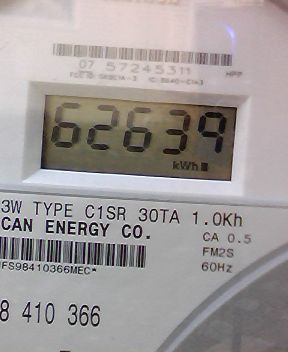 07 57245311 HPP
62639
kWh
3W TYPE C1SR 30TA 1.0Kh
CAN ENERGY CO. CA 0.5
FM2S
FS98410366MEC* 60Hz
8 410 366